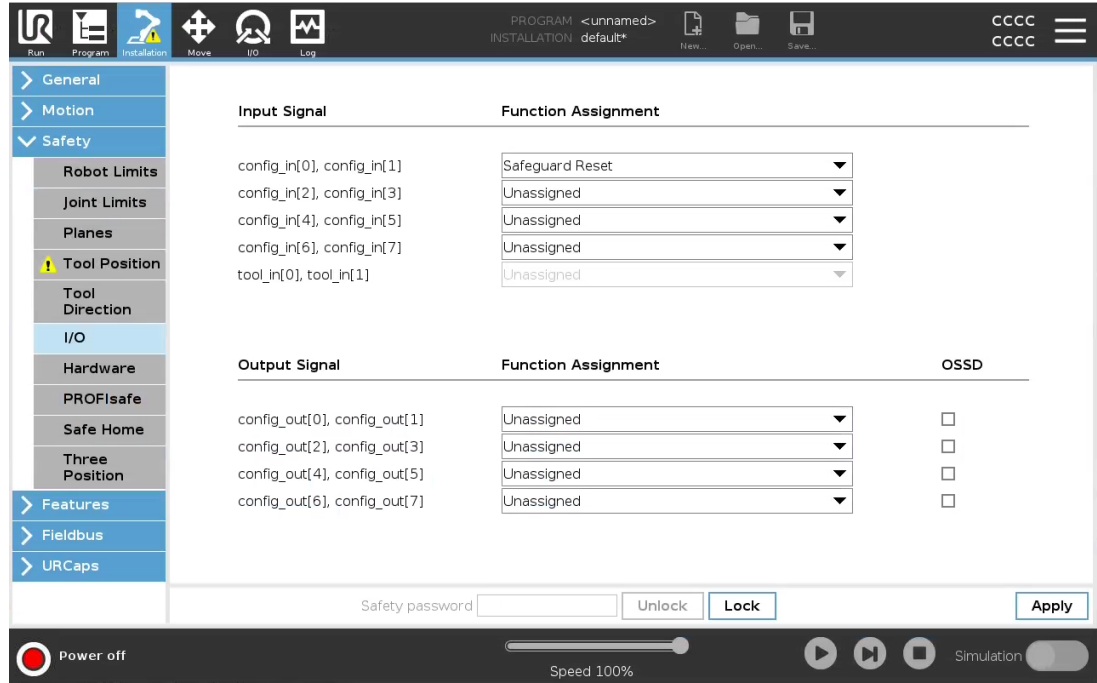 PROGRAM <unnamed>
INSTALLATION default*
CCCC
CCCC
Run Program Installation Move I/O Log New... Open... Save...
General
Motion
Safety
Robot Limits
Joint Limits
Planes
Tool Position
Tool
Direction
I/O
Hardware
PROFIsafe
Safe Home
Three
Position
Features
Fieldbus
URCaps
Input Signal Function Assignment
config_in[0], config_in[1] Safeguard Reset
config_in[2], config_in[3] Unassigned
config_in[4], config_in[5] Unassigned
config_in[6], config_in[7] Unassigned
tool_in[0], tool_in[1] Unassigned
Output Signal Function Assignment OSSD
config_out[0], config_out[1] Unassigned
config_out[2], config_out[3] Unassigned
config_out[4], config_out[5] Unassigned
config_out[6], config_out[7] Unassigned
Safety password Unlock Lock Apply
Power off Speed 100% Simulation